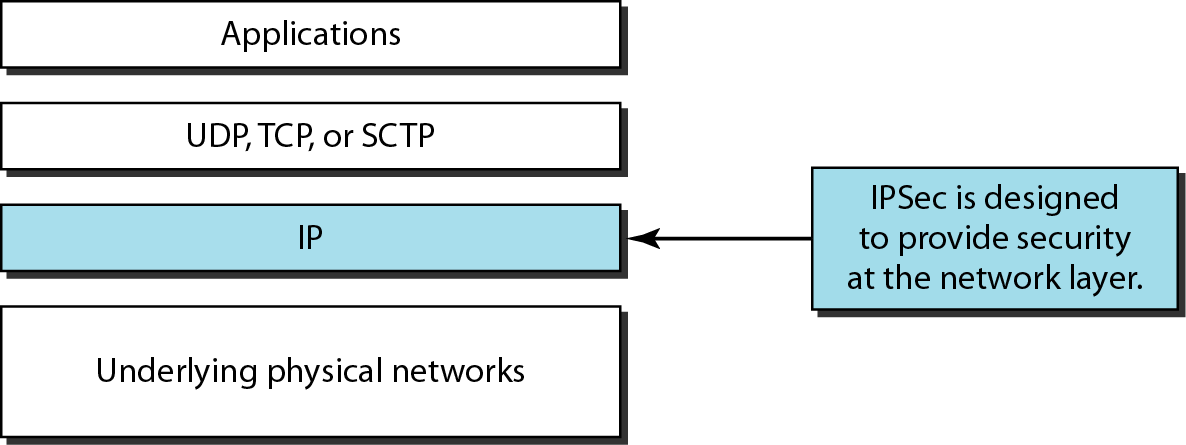 Applications
UDP, TCP, or SCTP
IP
IPSec is designed
to provide security
at the network layer.
Underlying physical networks